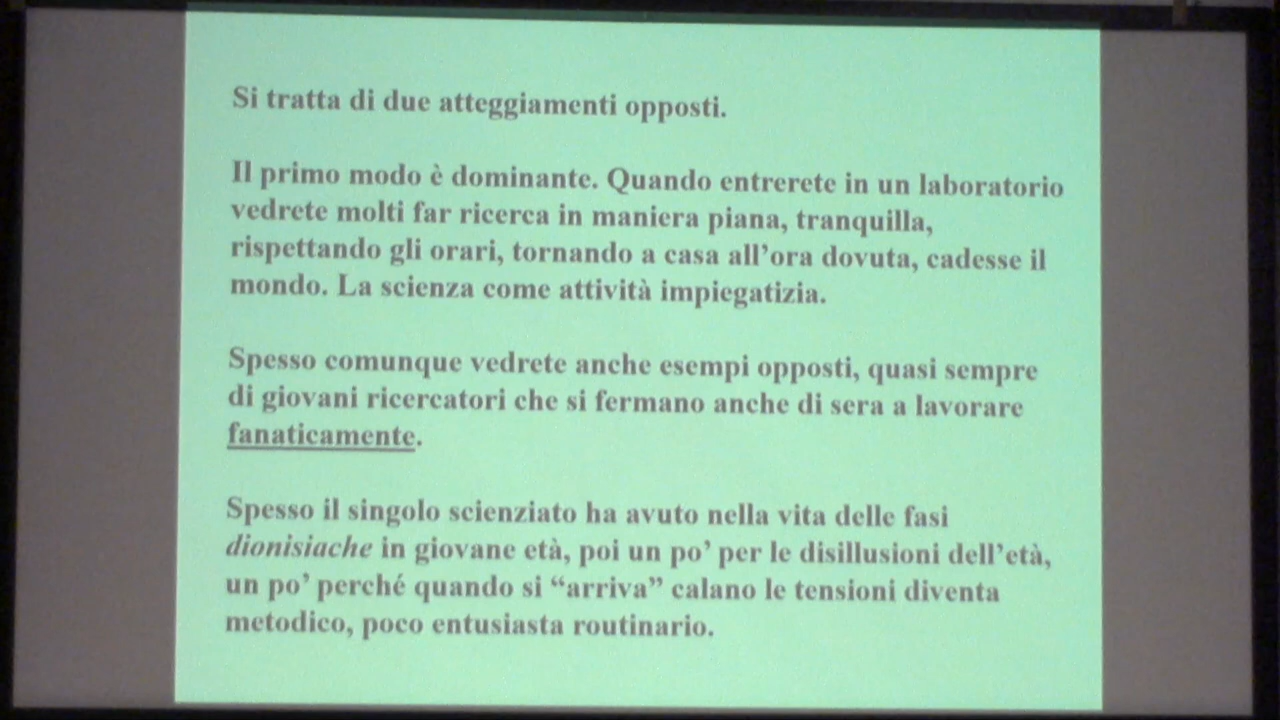 Si tratta di due atteggiamenti opposti.
Il primo modo è dominante. Quando entrerete in un laboratorio
vedrete molti far ricerca in maniera piana, tranquilla,
rispettando gli orari, tornando a casa all’ora dovuta, cadesse il
mondo. La scienza come attività impiegatizia.
Spesso comunque vedrete anche esempi opposti, quasi sempre
di giovani ricercatori che si fermano anche di sera a lavorare
fanaticamente.
Spesso il singolo scienziato ha avuto nella vita delle fasi
dionisiache in giovane età, poi un po’ per le disillusioni dell’età,
un po’ perché quando si “arriva” calano le tensioni diventa
metodico, poco entusiasta routinario.